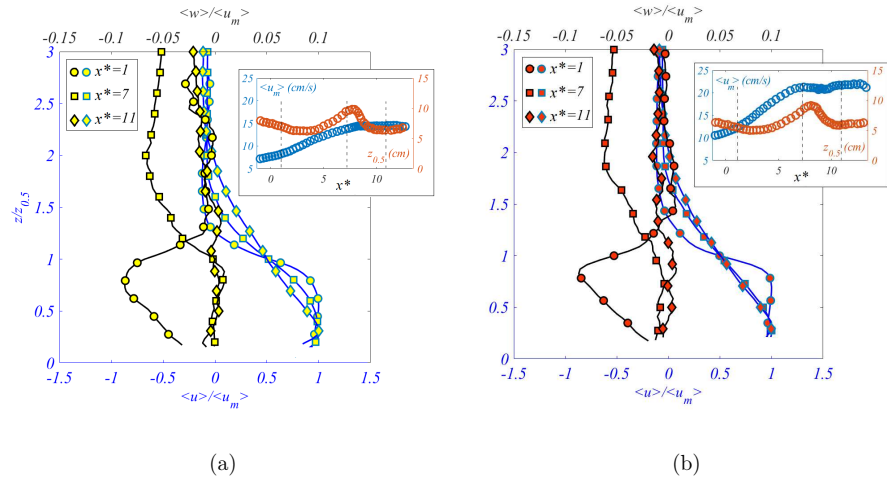 <w>/<u_m>
-0.15 -0.1 -0.05 0 0.05 0.1
3
2.5
2
1.5
1
0.5
0
z/z_0.5
x*=1
x*=7
x*=11
25
20
15
10
5
<u_m> (cm/s)
15
10
5
0
z_0.5 (cm)
0 5 10
x*
-1.5 -1 -0.5 0 0.5 1 1.5
<u>/<u_m>
(a)
<w>/<u_m>
-0.15 -0.1 -0.05 0 0.05 0.1
3
2.5
2
1.5
1
0.5
0
x*=1
x*=7
x*=11
25
20
15
10
5
<u_m> (cm/s)
15
10
5
0
z_0.5 (cm)
0 5 10
x*
-1.5 -1 -0.5 0 0.5 1 1.5
<u>/<u_m>
(b)